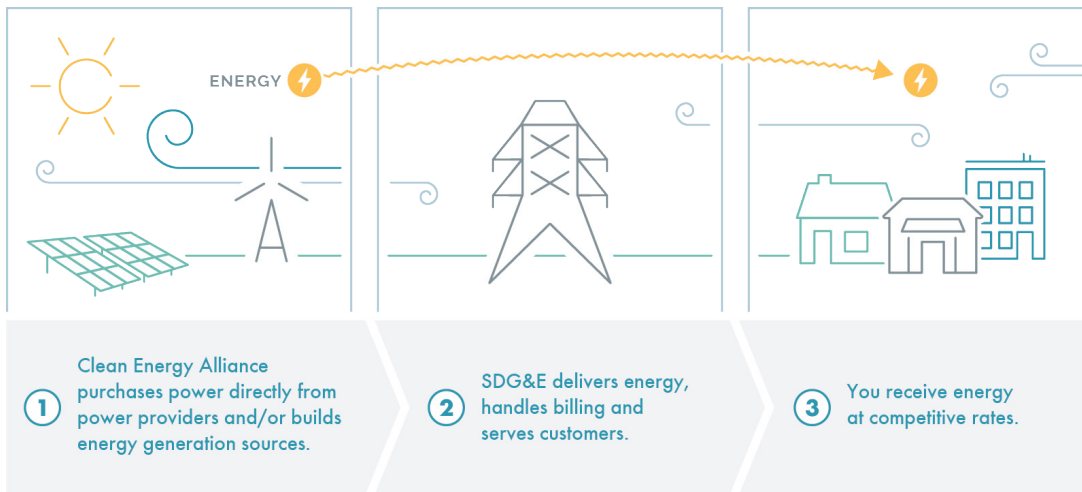 ENERGY
1
Clean Energy Alliance
purchases power directly from
power providers and/or builds
energy generation sources.
2
SDG&E delivers energy,
handles billing and
serves customers.
3
You receive energy
at competitive rates.